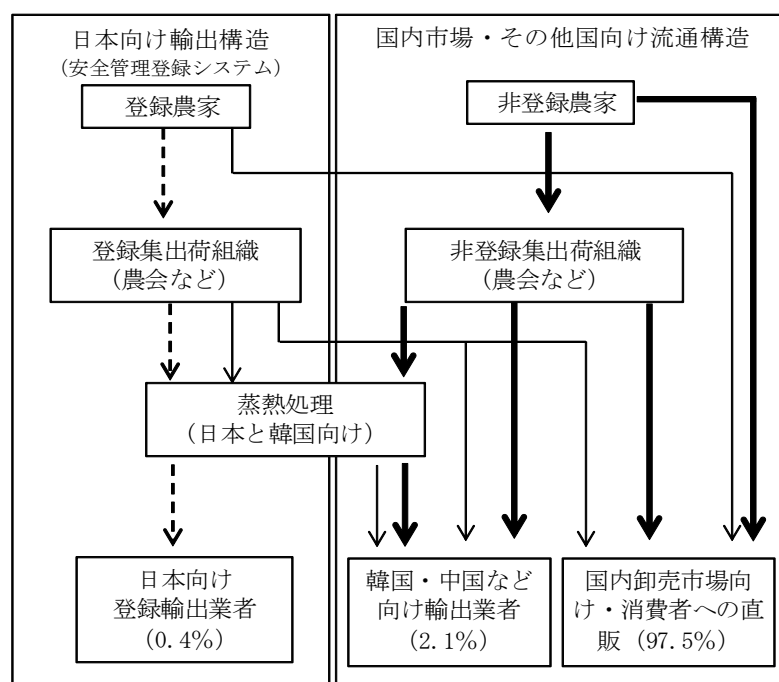 日本向け輸出構造
（安全管理登録システム）
登録農家
登録集出荷組織
（農会など）
国内市場・その他国向け流通構造
非登録農家
非登録集出荷組織
（農会など）
蒸熱処理
（日本と韓国向け）
日本向け
登録輸出業者
(0.4%)
韓国・中国など
向け輸出業者
(2.1%)
国内卸売市場向
け・消費者への直
販（97.5%）